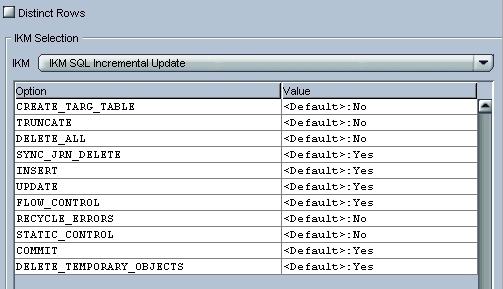 Distinct Rows
IKM Selection
IKM IKM SQL Incremental Update
Option Value
CREATE_TARG_TABLE <Default>:No
TRUNCATE <Default>:No
DELETE_ALL <Default>:No
SYNC_JRN_DELETE <Default>:Yes
INSERT <Default>:Yes
UPDATE <Default>:Yes
FLOW_CONTROL <Default>:Yes
RECYCLE_ERRORS <Default>:No
STATIC_CONTROL <Default>:No
COMMIT <Default>:Yes
DELETE_TEMPORARY_OBJECTS <Default>:Yes